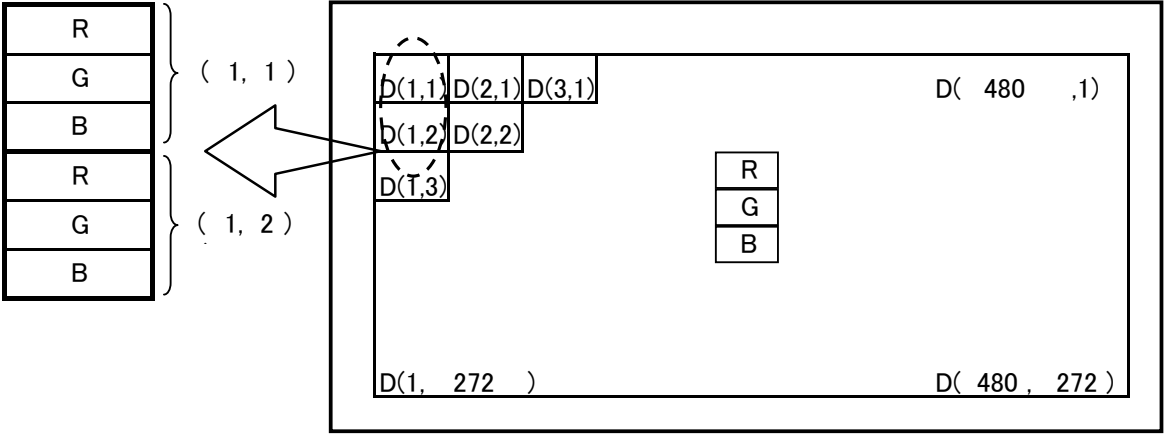 R
G
B
R
G
B
( 1, 1 )
( 1, 2 )
D(1,1) D(2,1) D(3,1) D( 480 ,1)
D(1,2) D(2,2)
D(1,3)
R
G
B
D(1, 272 ) D( 480 , 272 )